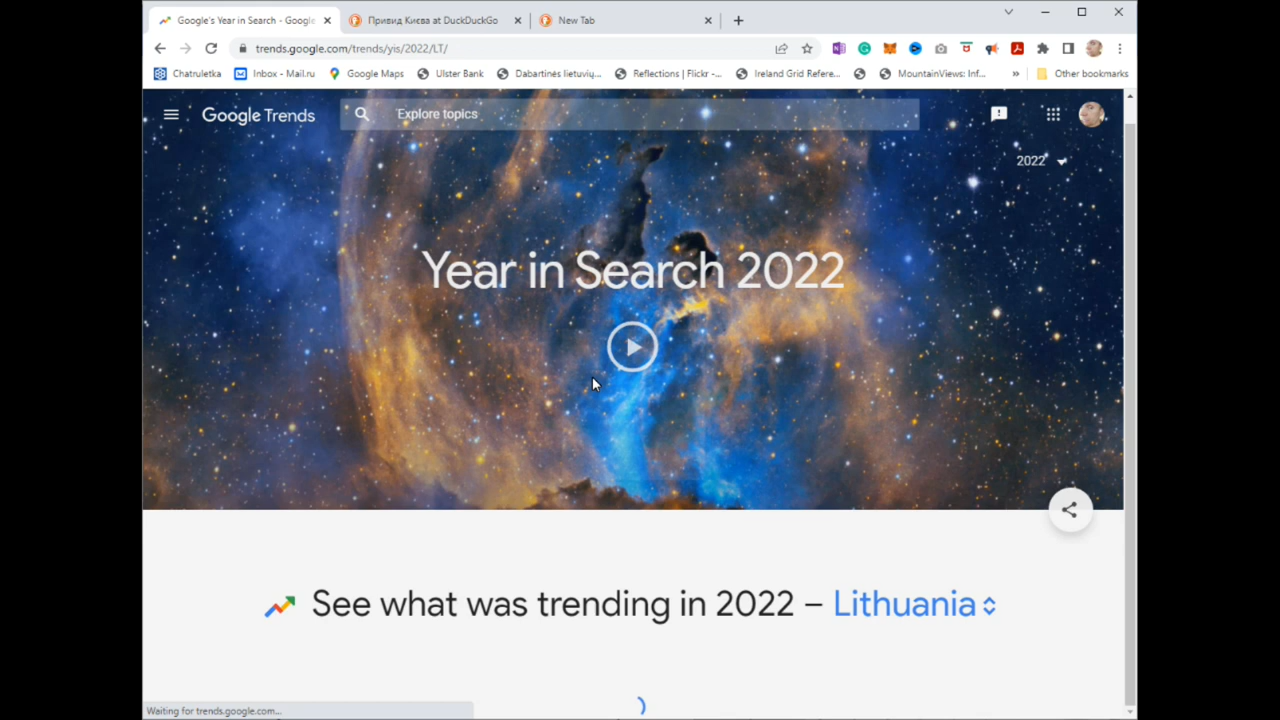 Google's Year in Search - Google
Привид Києва at DuckDuckGo
New Tab
trends.google.com/trends/yis/2022/LT/
Chatruletka
Inbox - Mail.ru
Google Maps
Ulster Bank
Dabartinės lietuvių...
Reflections | Flickr -...
Ireland Grid Refere...
MountainViews: Inf...
»
Other bookmarks
Google Trends
Explore topics
2022
Year in Search 2022
See what was trending in 2022 – Lithuania
Waiting for trends.google.com...